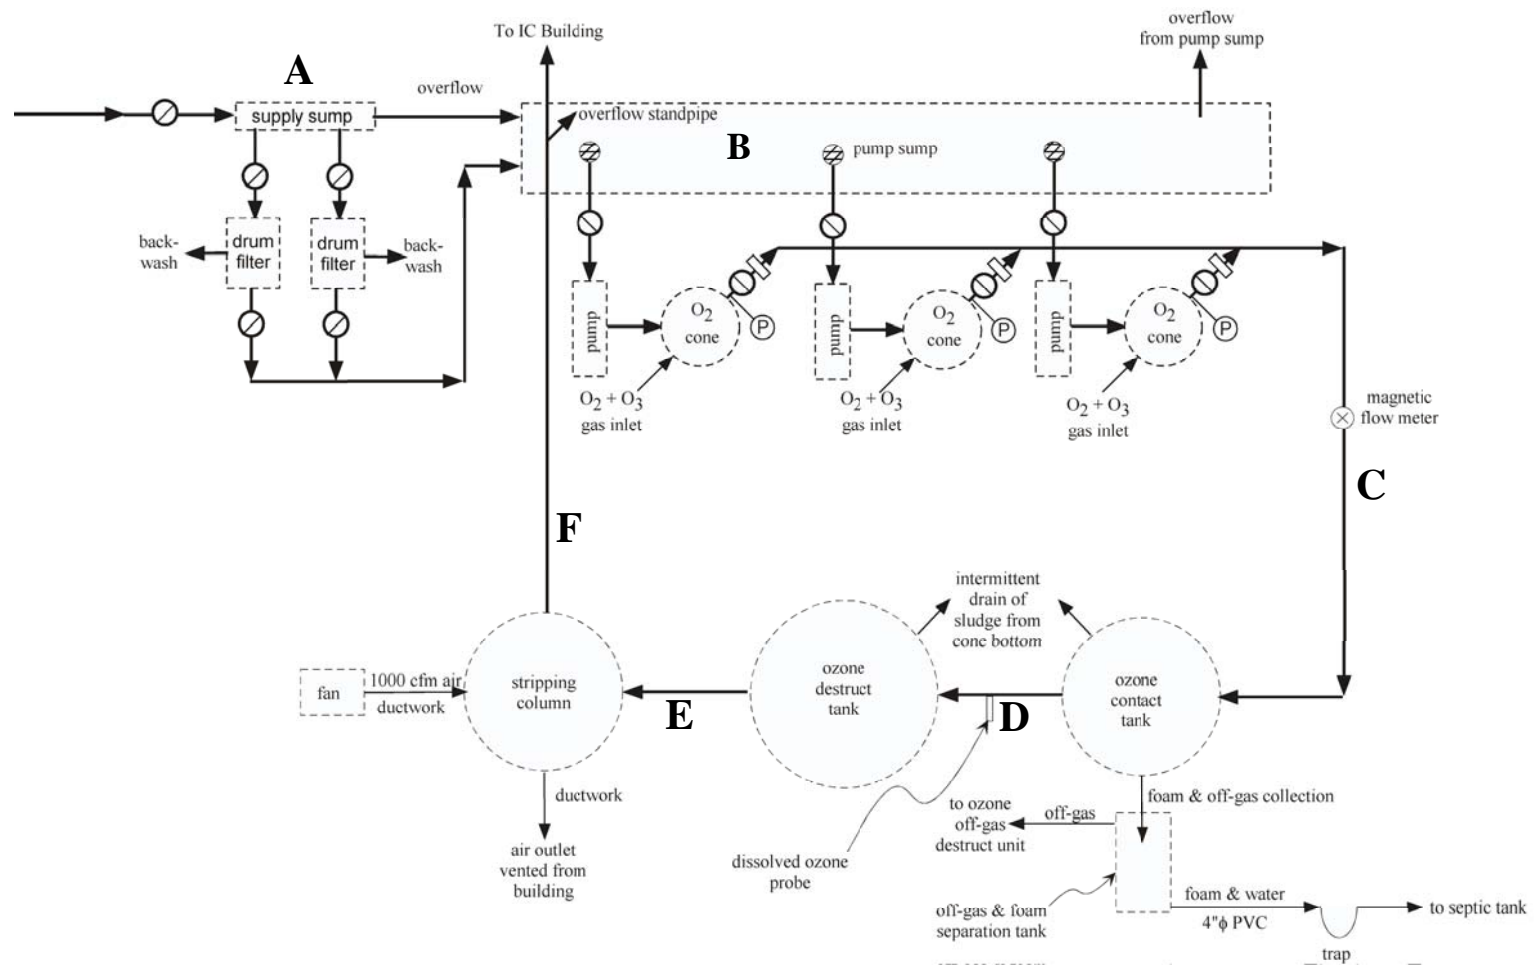 To IC Building
overflow
from pump sump
A
overflow
supply sump
overflow standpipe
B
pump sump
back-
wash
drum
filter
drum
filter
back-
wash
pump
O2
cone
P
pump
O2
cone
P
pump
O2
cone
P
O2 + O3
gas inlet
O2 + O3
gas inlet
O2 + O3
gas inlet
magnetic
flow meter
C
F
intermittent
drain of
sludge from
cone bottom
fan
1000 cfm air
ductwork
stripping
column
E
ozone
destruct
tank
D
ozone
contact
tank
ductwork
air outlet
vented from
building
foam & off-gas collection
to ozone
off-gas
destruct unit
off-gas
dissolved ozone
probe
off-gas & foam
separation tank
foam & water
4"ϕ PVC
to septic tank
trap